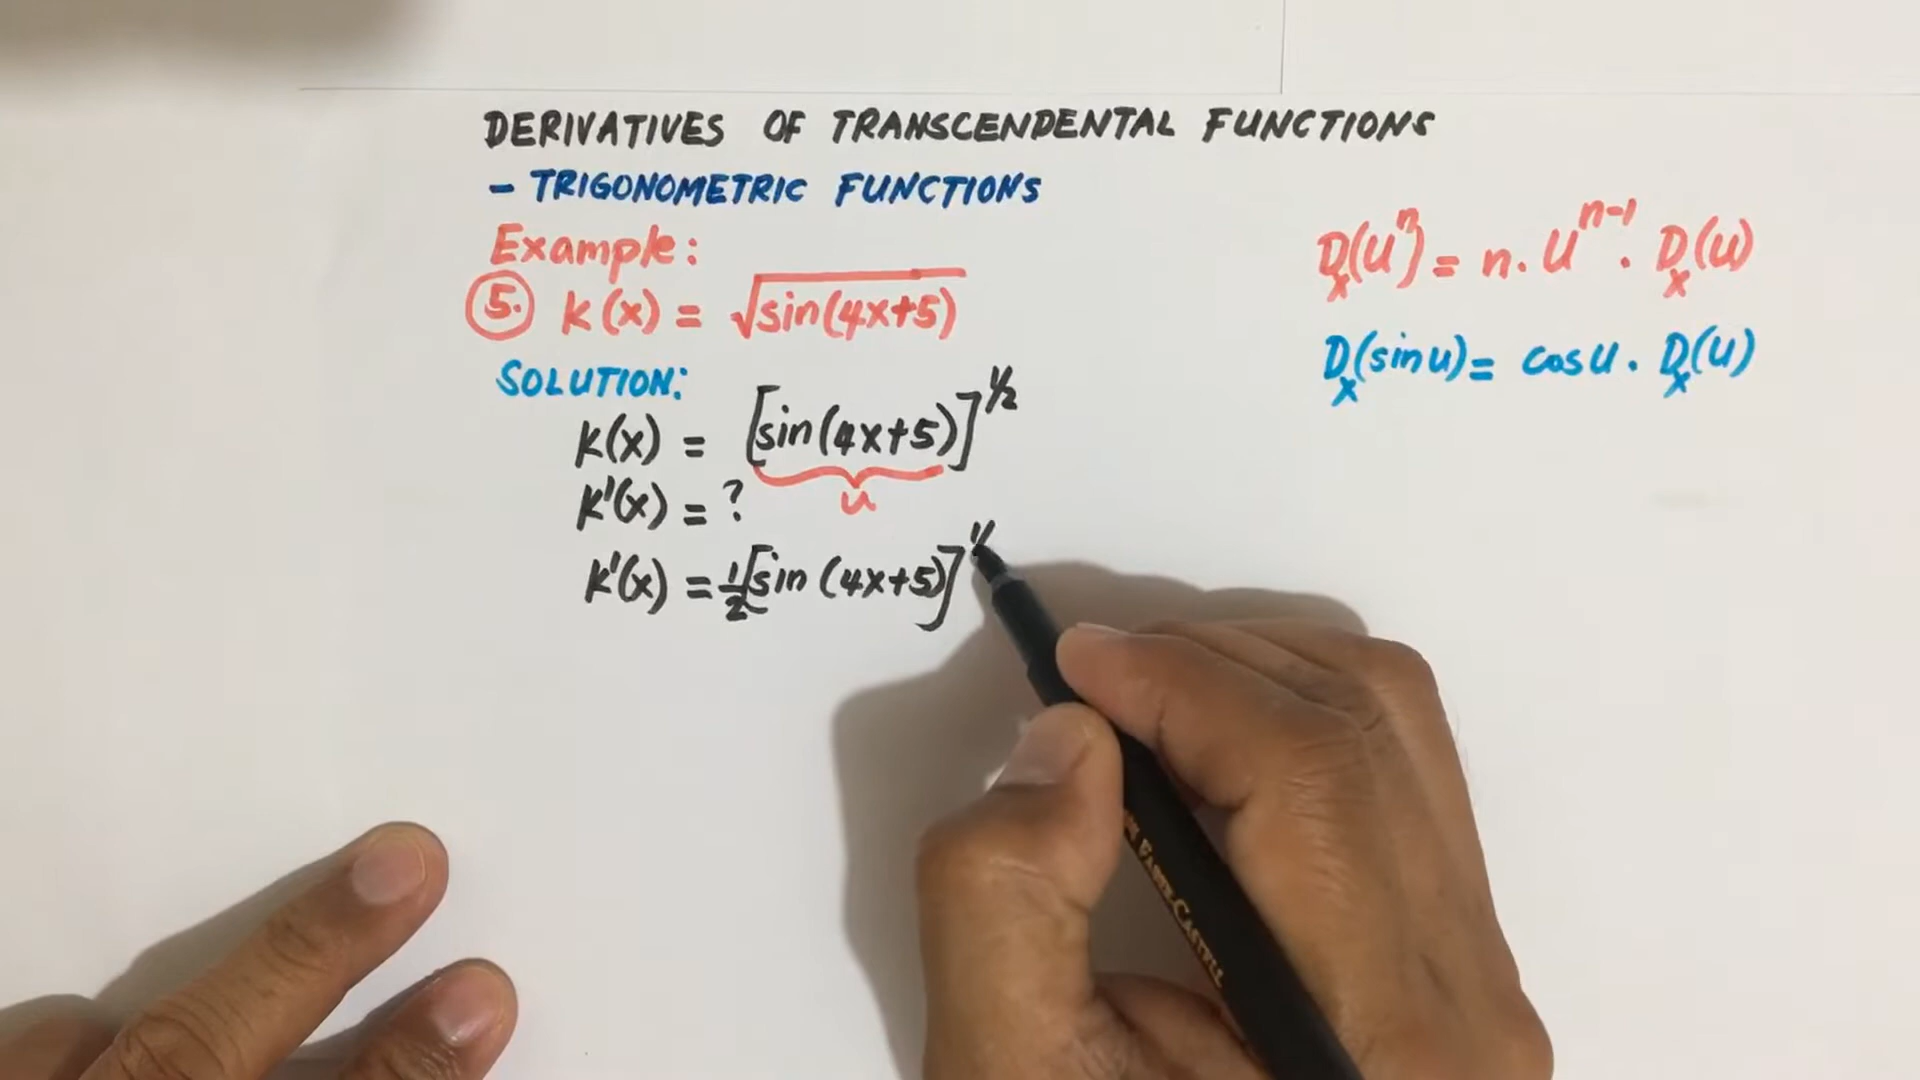 DERIVATIVES OF TRANSCENDENTAL FUNCTIONS
- TRIGONOMETRIC FUNCTIONS
Example:
5. K(x) = √sin(4x+5)
SOLUTION:
K(x) = [sin(4x+5)]^1/2
u
K'(x) = ?
K'(x) = 1/2[sin (4x+5)]^1/
Dx(u^n) = n. u^n-1 . Dx(u)
Dx(sin u) = cos u . Dx(u)
FABER-CASTELL